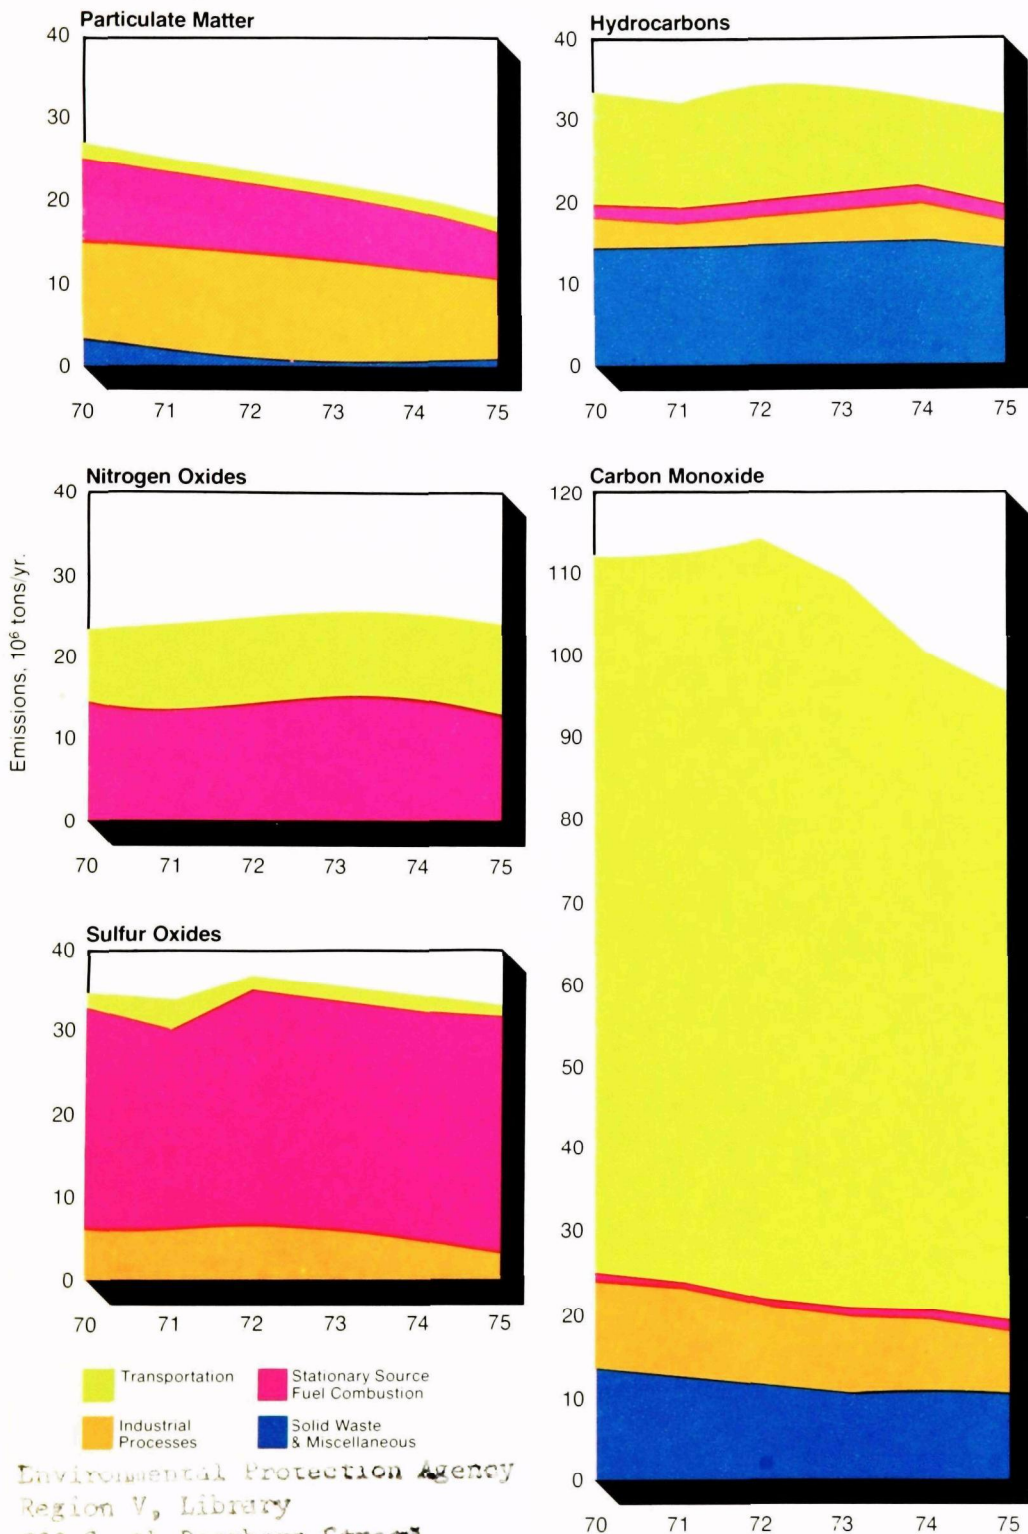 Particulate Matter
40
30
20
10
0
70 71 72 73 74 75
Hydrocarbons
40
30
20
10
0
70 71 72 73 74 75
Emissions, 10⁶ tons/yr.
Nitrogen Oxides
40
30
20
10
0
70 71 72 73 74 75
Carbon Monoxide
120
110
100
90
80
70
60
50
40
30
20
10
0
70 71 72 73 74 75
Sulfur Oxides
40
30
20
10
0
70 71 72 73 74 75
Transportation
Stationary Source
Fuel Combustion
Industrial
Processes
Solid Waste
& Miscellaneous
Environmental Protection Agency
Region V, Library